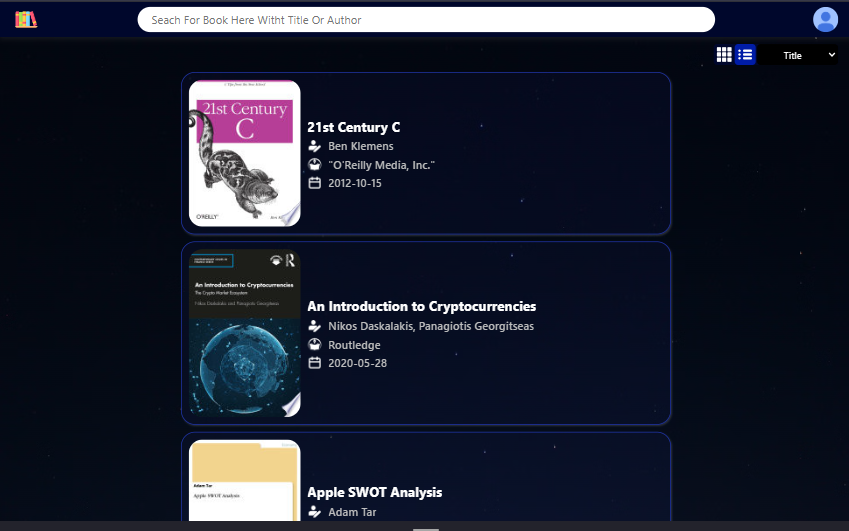 Seach For Book Here Witht Title Or Author
Title
21st Century
C
O'REILLY'
21st Century C
Ben Klemens
"O'Reilly Media, Inc."
2012-10-15
R
An Introduction to Cryptocurrencies
The Crypto Market Ecosystem
Nikos Daskalakis and Panagiotis Georgitseas
An Introduction to Cryptocurrencies
Nikos Daskalakis, Panagiotis Georgitseas
Routledge
2020-05-28
Adam Tar
Apple SWOT Analysis
Apple SWOT Analysis
Adam Tar